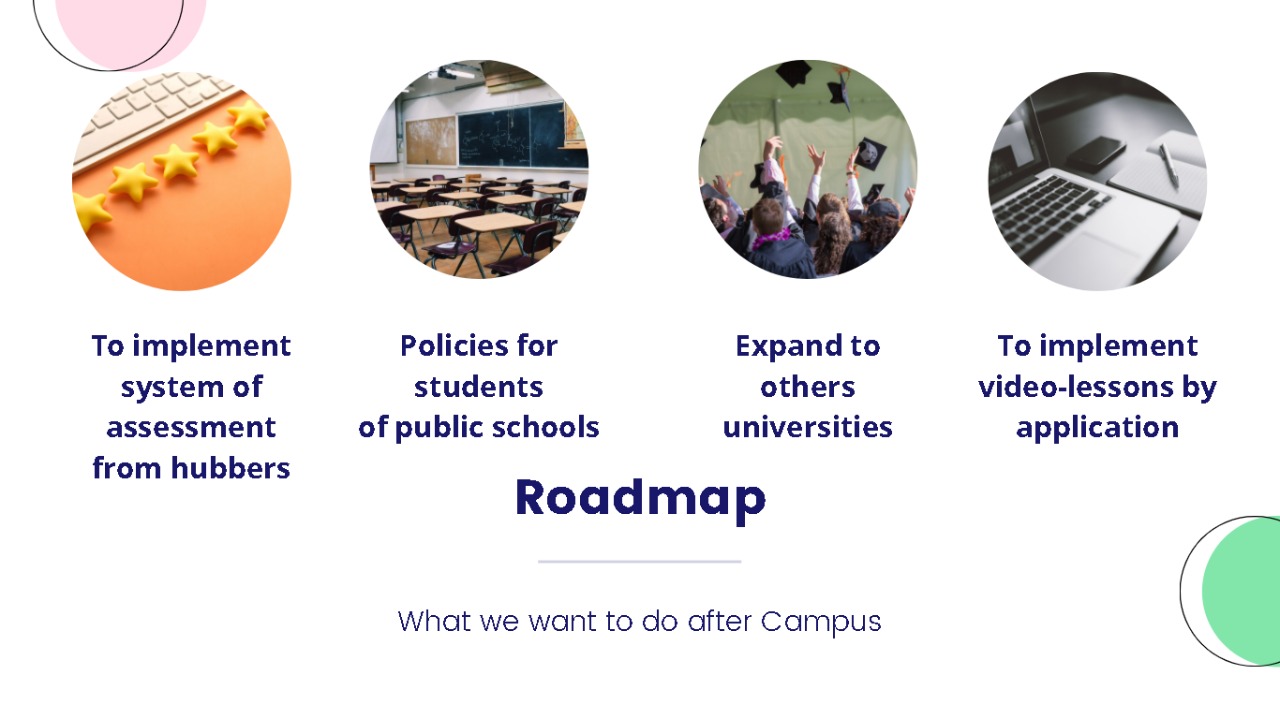 To implement
system of
assessment
from hubbers
Policies for
students
of public schools
Expand to
others
universities
To implement
video-lessons by
application
Roadmap
What we want to do after Campus